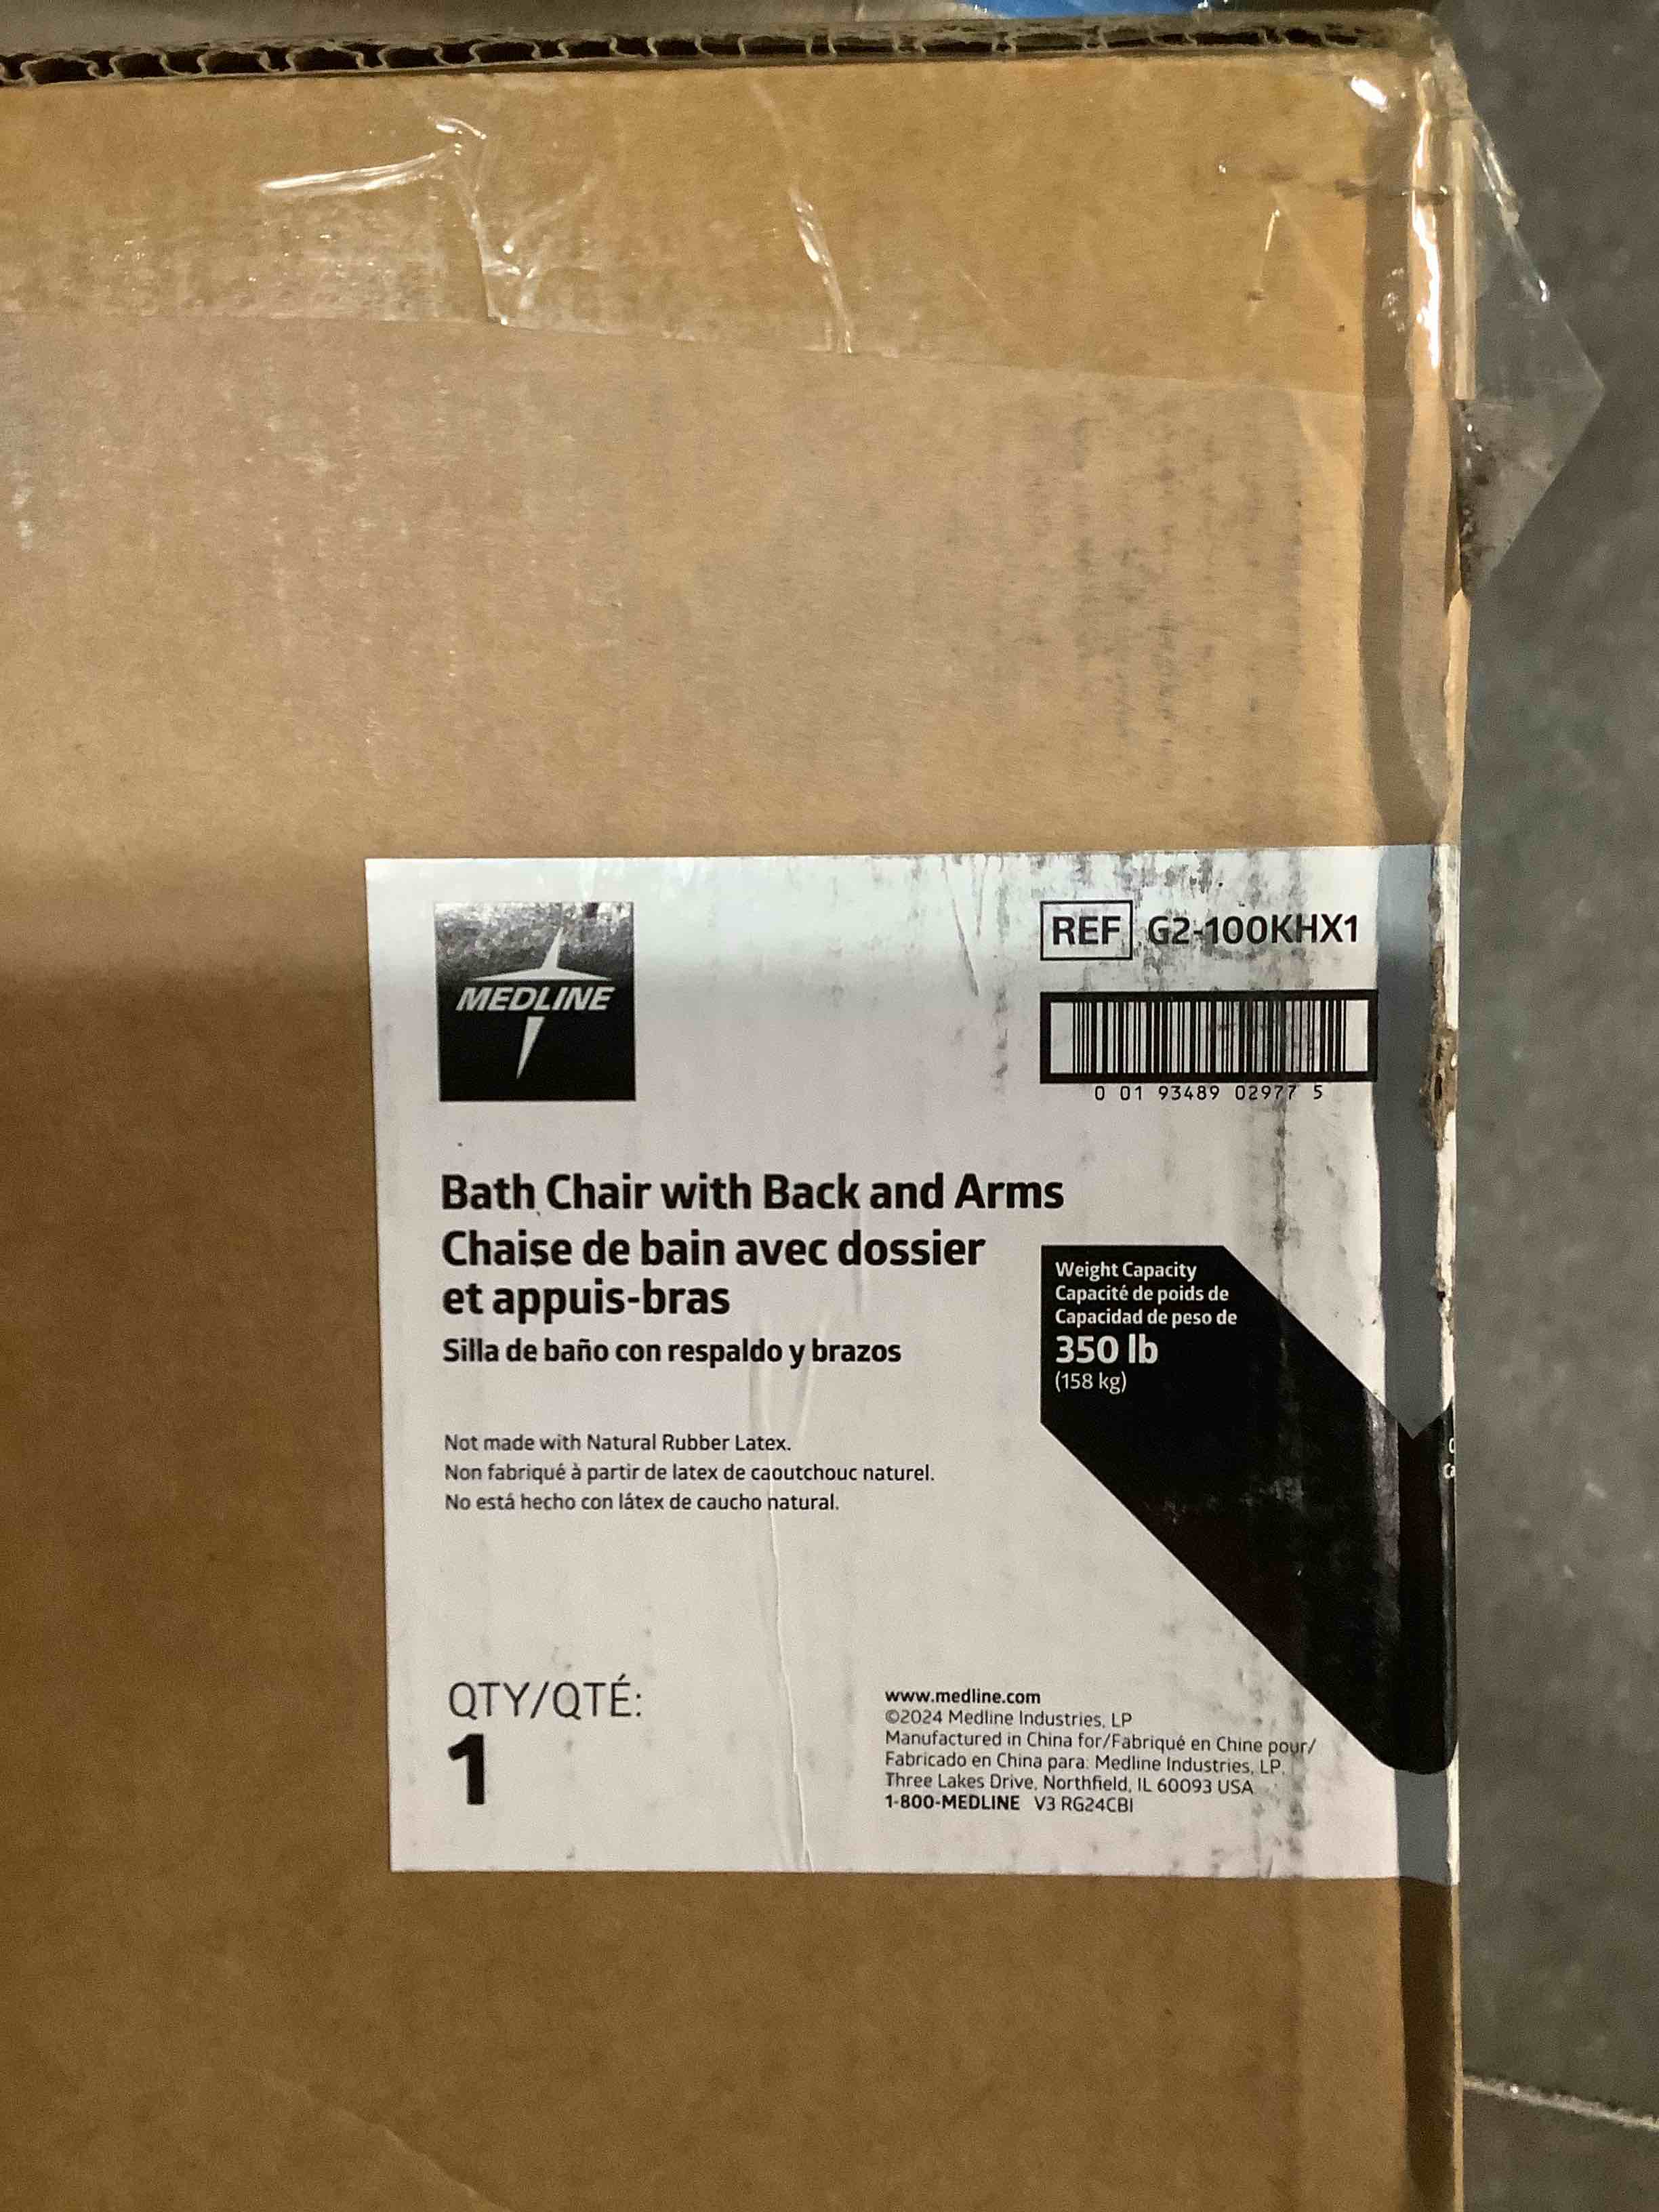 MEDLINE
REF G2-100KHX1
0 01 93489 02977 5
Bath Chair with Back and Arms
Chaise de bain avec dossier
et appuis-bras
Silla de baño con respaldo y brazos
Weight Capacity
Capacité de poids de
Capacidad de peso de
350 lb
(158 kg)
Not made with Natural Rubber Latex.
Non fabriqué à partir de latex de caoutchouc naturel.
No está hecho con látex de caucho natural.
QTY/QTÉ:
1
www.medline.com
©2024 Medline Industries, LP
Manufactured in China for/Fabriqué en Chine pour/
Fabricado en China para: Medline Industries, LP,
Three Lakes Drive, Northfield, IL 60093 USA
1-800-MEDLINE V3 RG24CBI